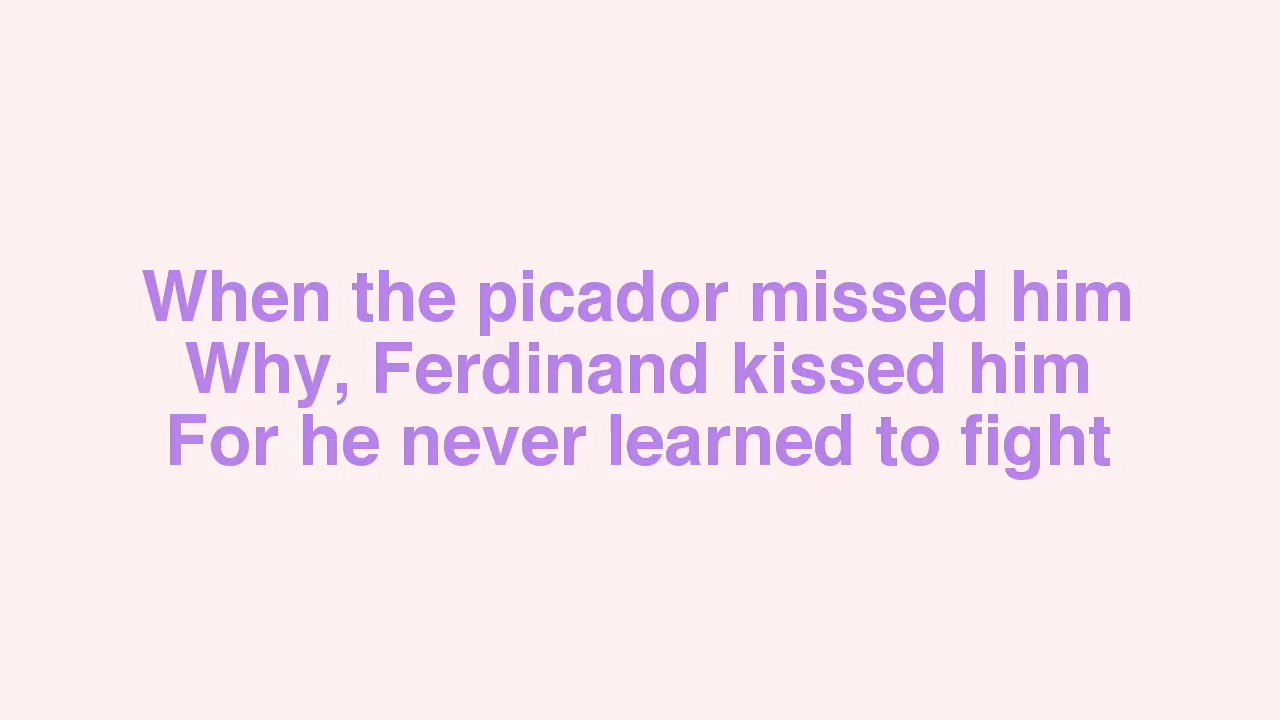 When the picador missed him
Why, Ferdinand kissed him
For he never learned to fight